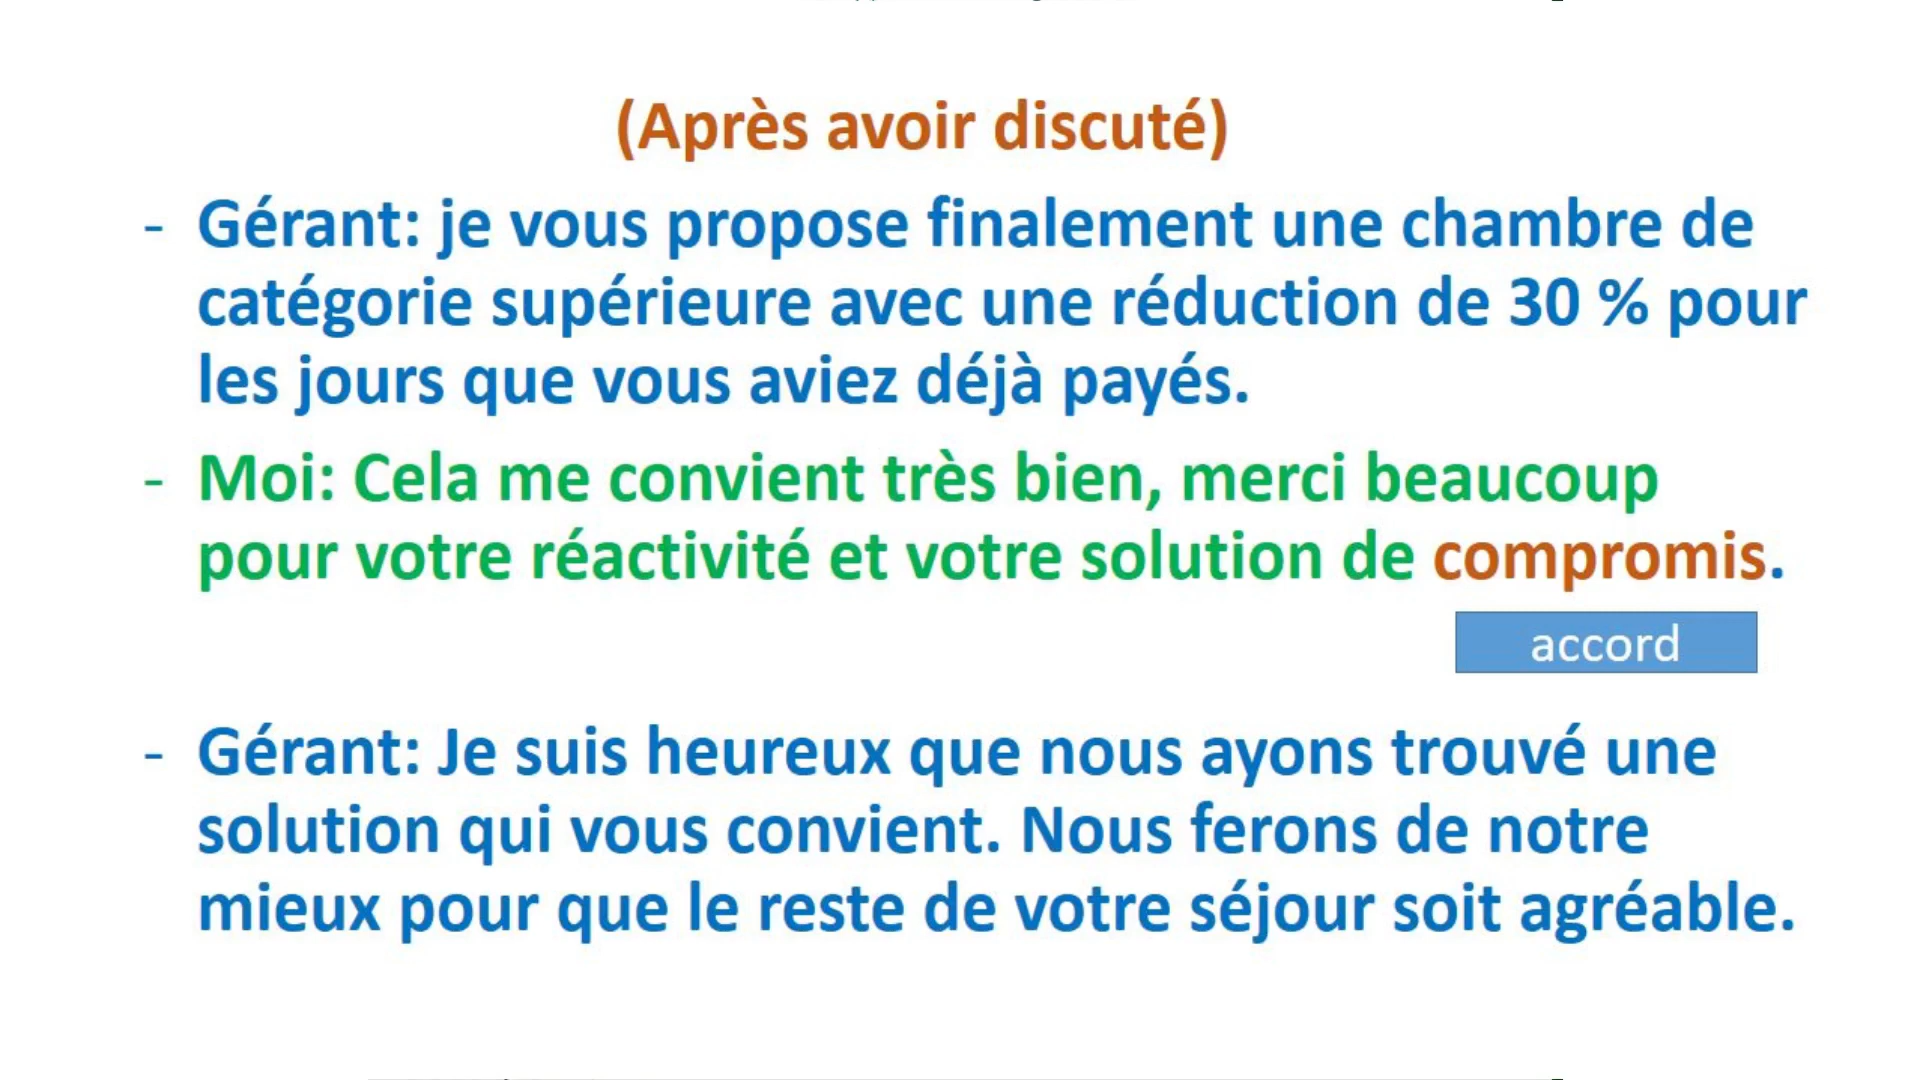 (Après avoir discuté)
- Gérant: je vous propose finalement une chambre de
catégorie supérieure avec une réduction de 30 % pour
les jours que vous aviez déjà payés.
- Moi: Cela me convient très bien, merci beaucoup
pour votre réactivité et votre solution de compromis.
accord
- Gérant: Je suis heureux que nous ayons trouvé une
solution qui vous convient. Nous ferons de notre
mieux pour que le reste de votre séjour soit agréable.